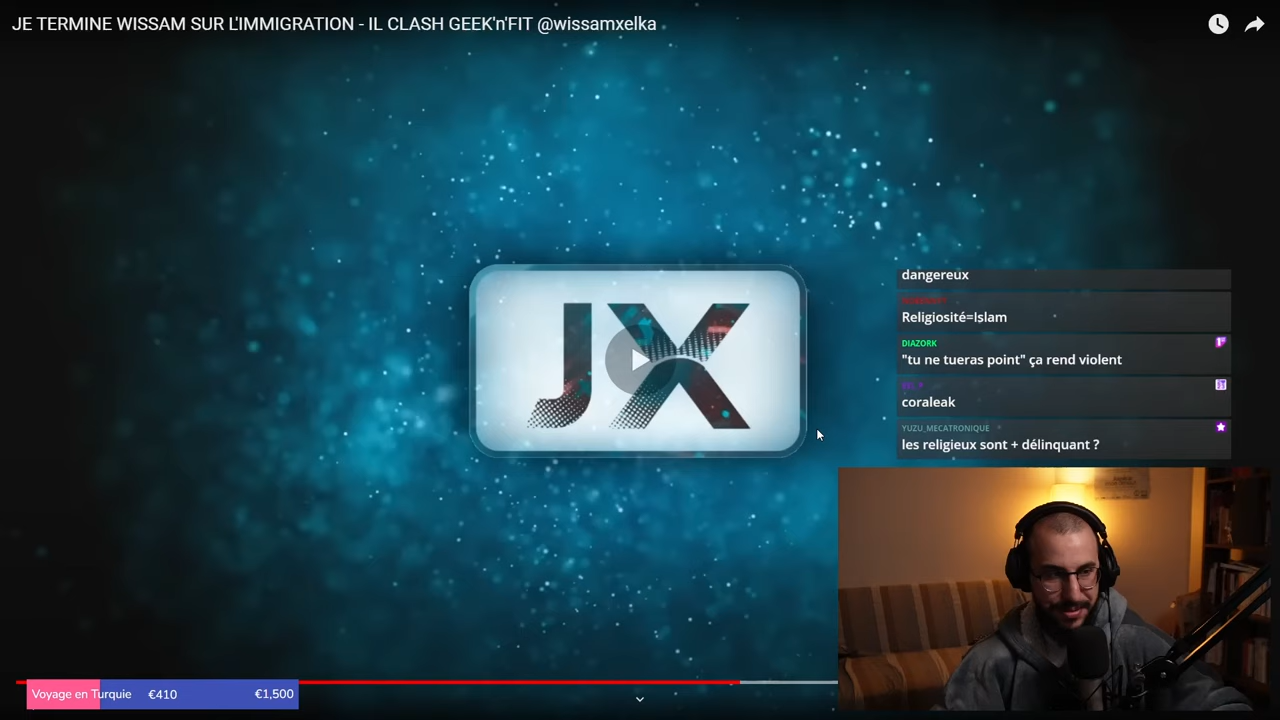 JE TERMINE WISSAM SUR L'IMMIGRATION - IL CLASH GEEK'n'FIT @wissamxelka
JX
dangereux
Religiosité=Islam
DIAZORK
"tu ne tueras point" ça rend violent
coraleak
YUZU_MECATRONIQUE
les religieux sont + délinquant ?
Voyage en Turquie €410 €1,500